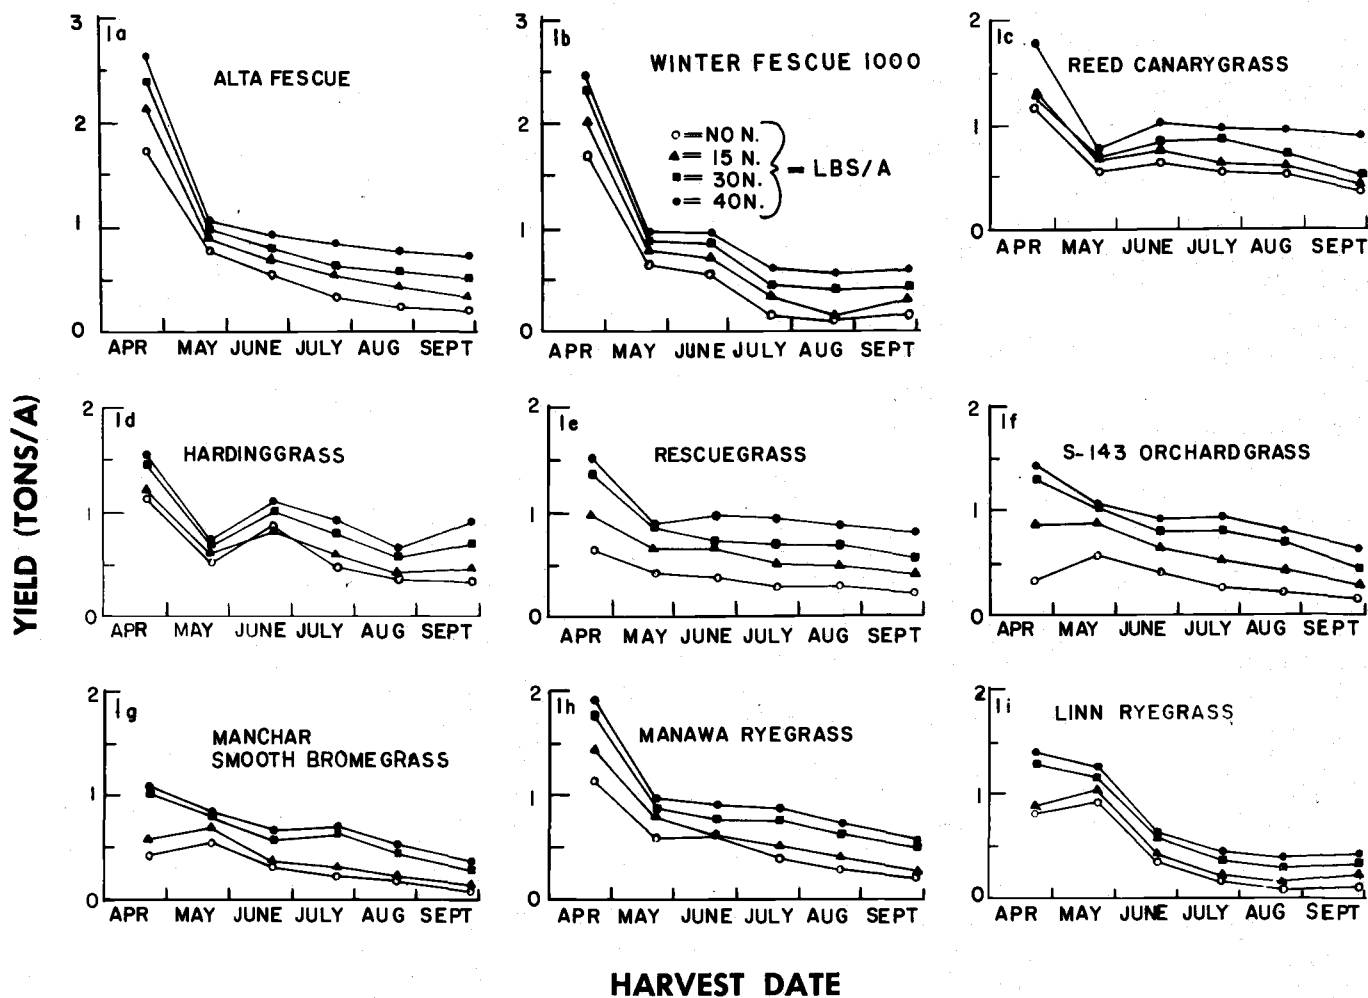 YIELD (TONS/A)
3
2
1
0
1a
ALTA FESCUE
APR MAY JUNE JULY AUG SEPT
3
2
1
0
1b
WINTER FESCUE 1000
○=NO N.
▲= 15 N.
■= 30N.
●= 40N.
= LBS/A
APR MAY JUNE JULY AUG SEPT
2
1
0
1c
REED CANARYGRASS
APR MAY JUNE JULY AUG SEPT
2
1
0
1d
HARDINGGRASS
APR MAY JUNE JULY AUG SEPT
2
1
0
1e
RESCUEGRASS
APR MAY JUNE JULY AUG SEPT
2
1
0
1f
S-143 ORCHARDGRASS
APR MAY JUNE JULY AUG SEPT
2
1
0
1g
MANCHAR
SMOOTH BROMEGRASS
APR MAY JUNE JULY AUG SEPT
2
1
0
1h
MANAWA RYEGRASS
APR MAY JUNE JULY AUG SEPT
2
1
0
1i
LINN RYEGRASS
APR MAY JUNE JULY AUG SEPT
HARVEST DATE